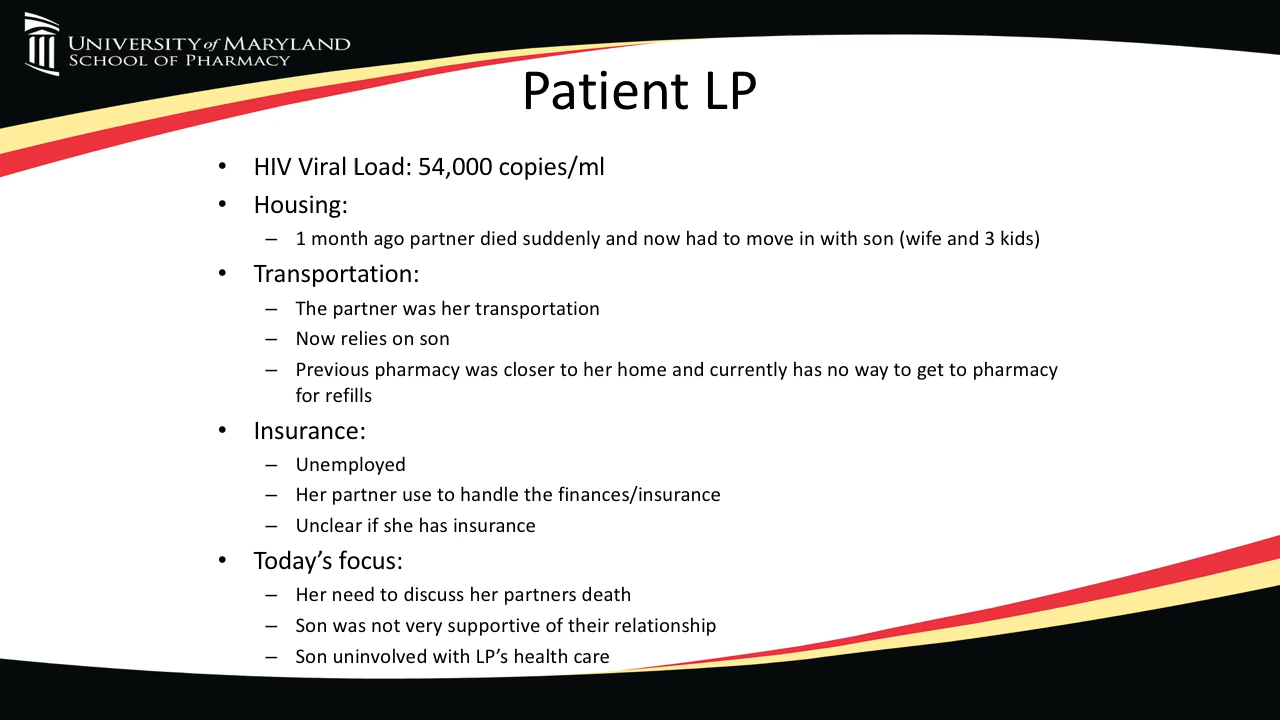 UNIVERSITY of MARYLAND
SCHOOL OF PHARMACY
Patient LP
• HIV Viral Load: 54,000 copies/ml
• Housing:
– 1 month ago partner died suddenly and now had to move in with son (wife and 3 kids)
• Transportation:
– The partner was her transportation
– Now relies on son
– Previous pharmacy was closer to her home and currently has no way to get to pharmacy
for refills
• Insurance:
– Unemployed
– Her partner use to handle the finances/insurance
– Unclear if she has insurance
• Today’s focus:
– Her need to discuss her partners death
– Son was not very supportive of their relationship
– Son uninvolved with LP’s health care